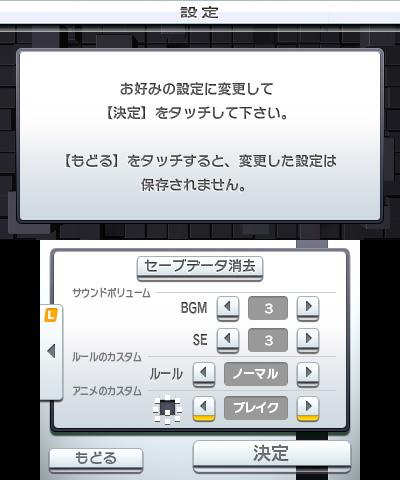 設定
お好みの設定に変更して
【決定】をタッチして下さい。
【もどる】をタッチすると、変更した設定は
保存されません。
セーブデータ消去
サウンドボリューム
BGM 3
SE 3
L
ルールのカスタム
ルール ノーマル
アニメのカスタム
ブレイク
もどる
決定